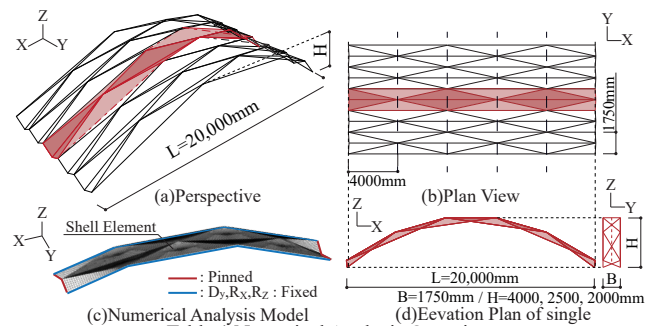 Z
X
Y
H
L=20,000mm
(a)Perspective
Y
X
1750mm
4000mm
(b)Plan View
Z
X
Y
Shell Element
: Pinned
: Dy,Rx,Rz : Fixed
(c)Numerical Analysis Model
Z
X
Z
Y
H
L=20,000mm
B
B=1750mm / H=4000, 2500, 2000mm
(d)Eevation Plan of single